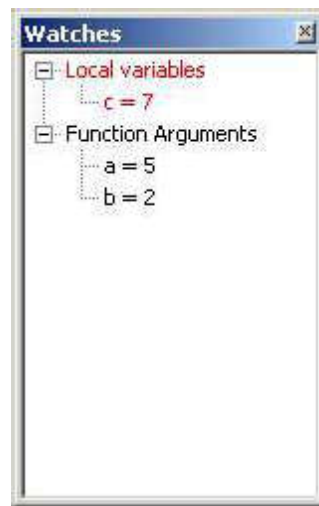 Watches
Local variables
c = 7
Function Arguments
a = 5
b = 2